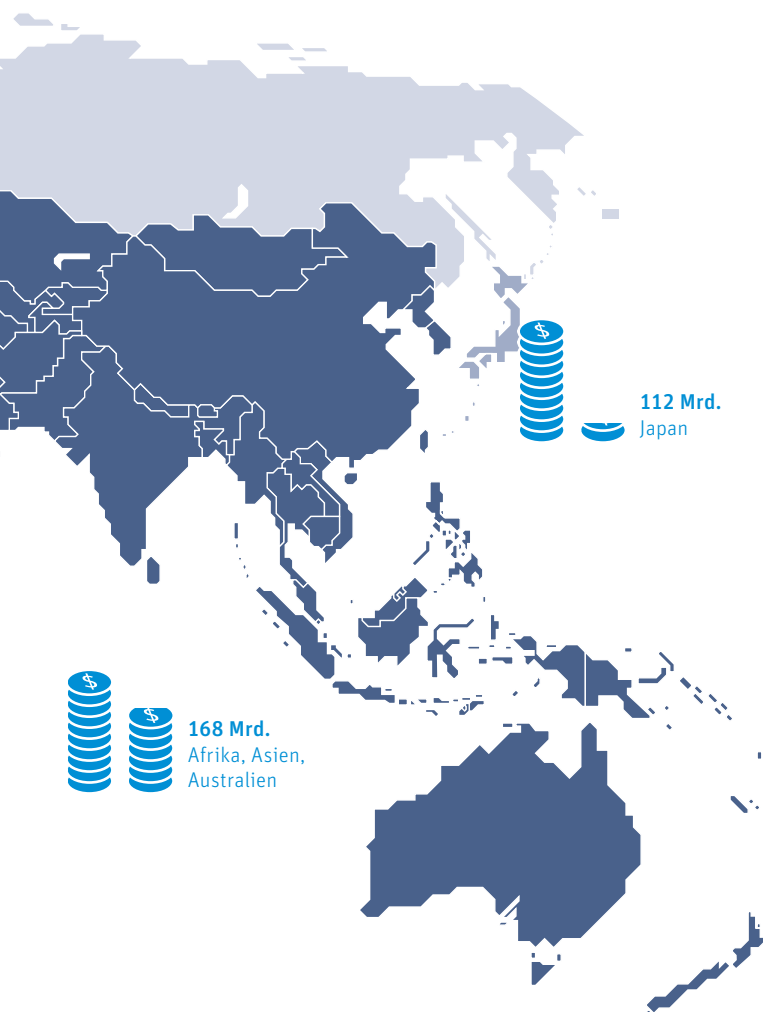 $
112 Mrd.
Japan
$
$
168 Mrd.
Afrika, Asien,
Australien